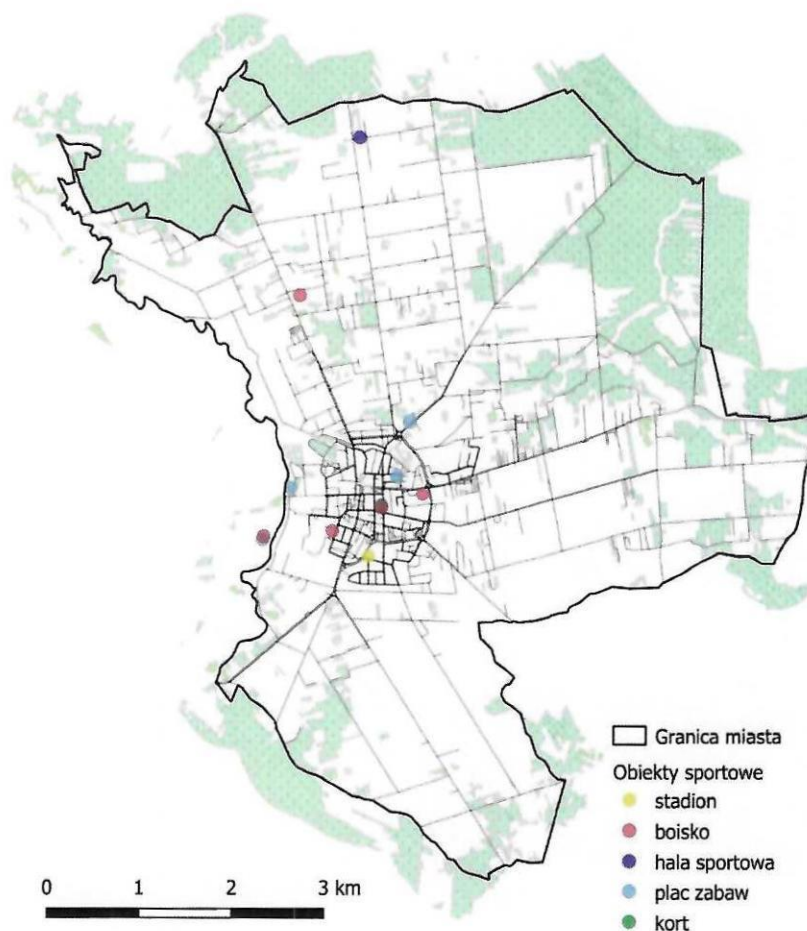 Granica miasta
Obiekty sportowe
stadion
boisko
hala sportowa
plac zabaw
kort
0 1 2 3 km